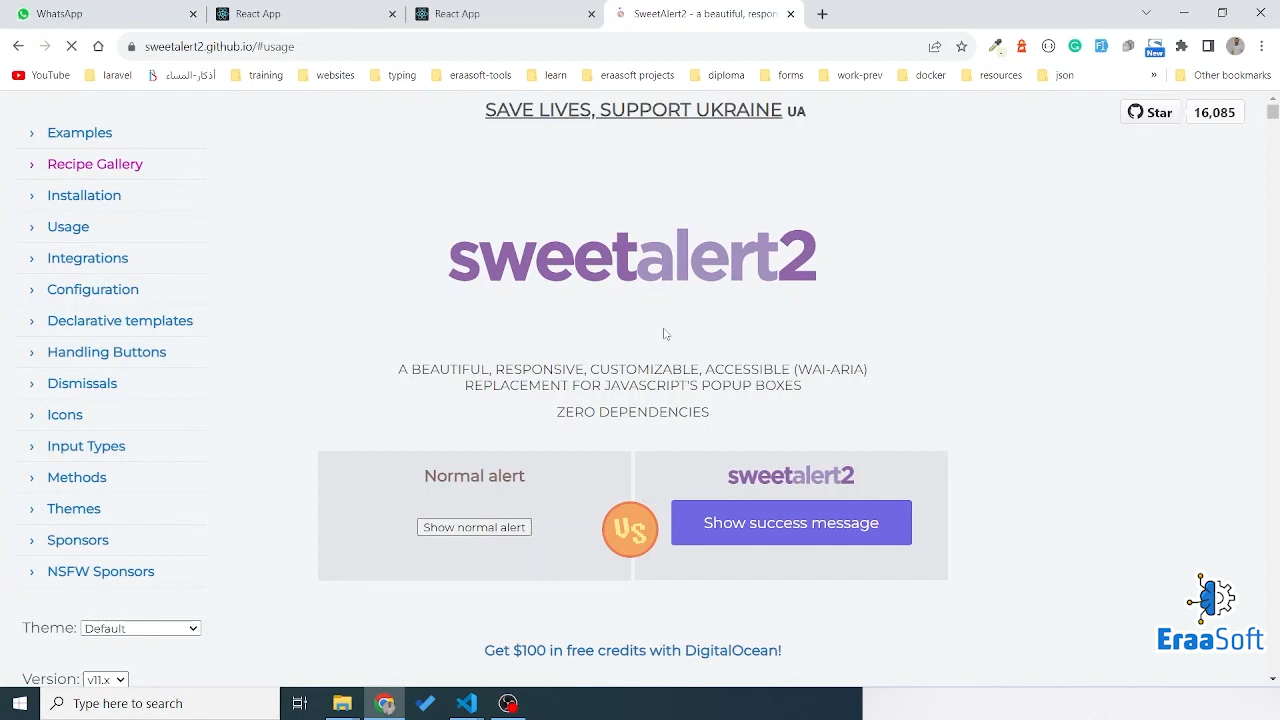 WhatsApp
React App
React App
SweetAlert2 - a beautiful, respon
sweetalert2.github.io/#usage
New
YouTube
laravel
أذكار-المساء
training
websites
typing
eraasoft-tools
learn
eraasoft projects
diploma
forms
work-prev
docker
resources
json
»
Other bookmarks
SAVE LIVES, SUPPORT UKRAINE UA
Star
16,085
› Examples
› Recipe Gallery
› Installation
› Usage
› Integrations
› Configuration
› Declarative templates
› Handling Buttons
› Dismissals
› Icons
› Input Types
› Methods
› Themes
› Sponsors
› NSFW Sponsors
Theme: Default
Version: v11.x
sweetalert2
A BEAUTIFUL, RESPONSIVE, CUSTOMIZABLE, ACCESSIBLE (WAI-ARIA)
REPLACEMENT FOR JAVASCRIPT'S POPUP BOXES
ZERO DEPENDENCIES
Normal alert
Show normal alert
VS
sweetalert2
Show success message
Get $100 in free credits with DigitalOcean!
EraaSoft
Type here to search